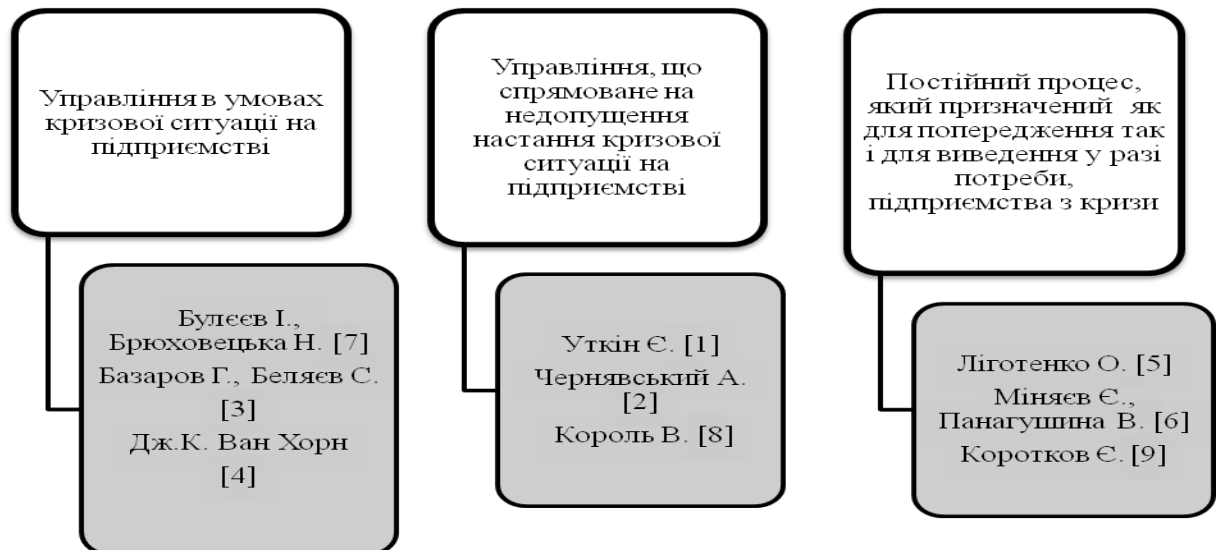 Управління в умовах
кризової ситуації на
підприємстві
Булєєв І.,
Брюховецька Н. [7]
Базаров Г., Беляєв С.
[3]
Дж.К. Ван Хорн
[4]
Управління, що
спрямоване на
недопущення
настання кризової
ситуації на
підприємстві
Уткін Є. [1]
Чернявський А.
[2]
Король В. [8]
Постійний процес,
який призначений як
для попередження так
і для виведення у разі
потреби,
підприємства з кризи
Ліготенко О. [5]
Міняєв Є.,
Панагушина В. [6]
Коротков Є. [9]